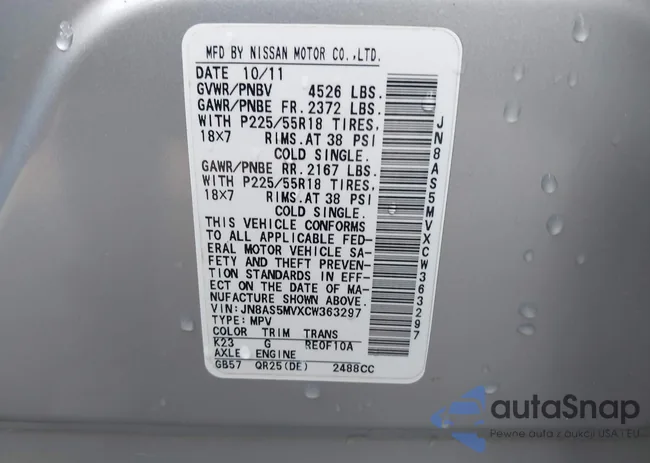 MFD BY NISSAN MOTOR CO.,LTD.
DATE 10/11
GVWR/PNBV 4526 LBS.
GAWR/PNBE FR. 2372 LBS.
WITH P225/55R18 TIRES,
18X7 RIMS.AT 38 PSI
COLD SINGLE.
GAWR/PNBE RR. 2167 LBS.
WITH P225/55R18 TIRES,
18X7 RIMS.AT 38 PSI
COLD SINGLE.
THIS VEHICLE CONFORMS
TO ALL APPLICABLE FED-
ERAL MOTOR VEHICLE SA-
FETY AND THEFT PREVEN-
TION STANDARDS IN EFF-
ECT ON THE DATE OF MA-
NUFACTURE SHOWN ABOVE.
VIN:JN8AS5MVXCW363297
TYPE:MPV
COLOR TRIM TRANS
K23 G RE0F10A
AXLE ENGINE
GB57 QR25(DE) 2488CC
JN8AS5MVXCW363297
autaSnap
Pewne auta z aukcji USA i EU